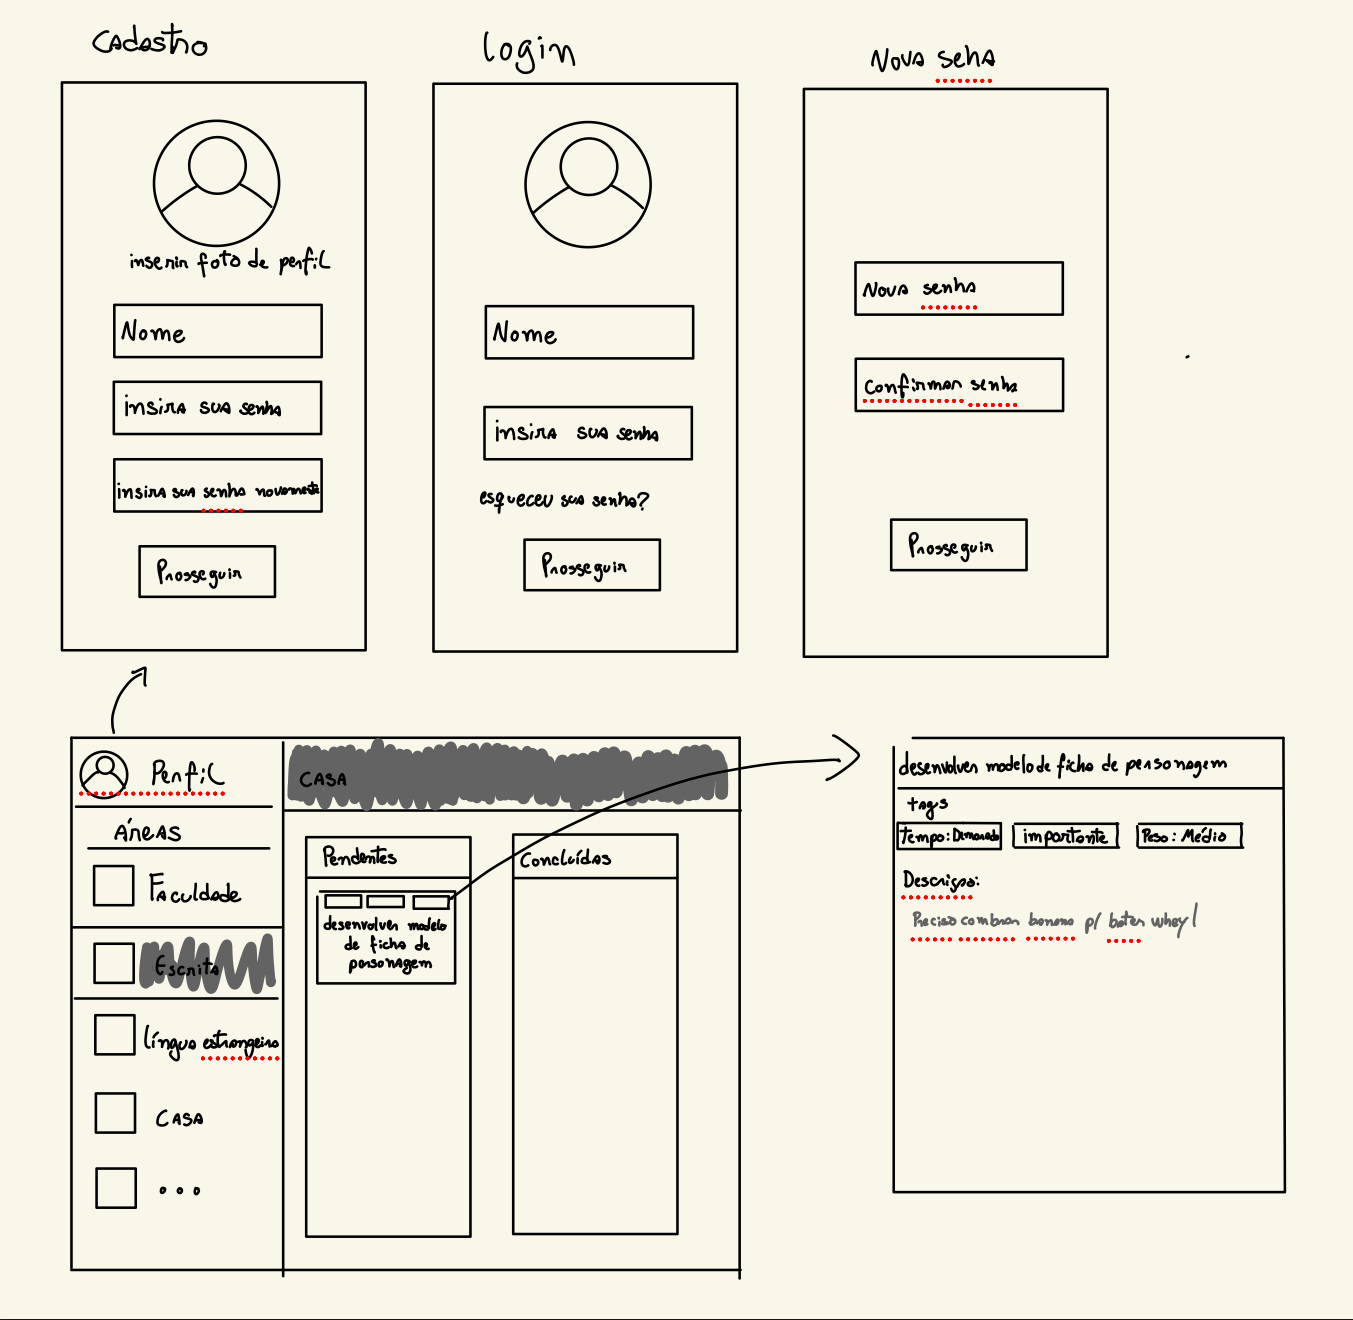 Cadastro
Login
Nova seha
inserir foto de perfil
Nome
insira sua senha
insira sua senha novamente
Prosseguir
Nome
insira sua senha
esqueceu sua senha?
Prosseguir
Nova senha
Confirmar senha
Prosseguir
Perfil
Áreas
Faculdade
Escrita
Língua estrangeira
Casa
...
Casa
Pendentes
desenvolver modelo
de ficha de
personagem
Concluídas
desenvolver modelo de ficha de personagem
tags
tempo: Demorado
importante
Peso: Médio
Descriçao:
Preciso comprar banana p/ bater whey